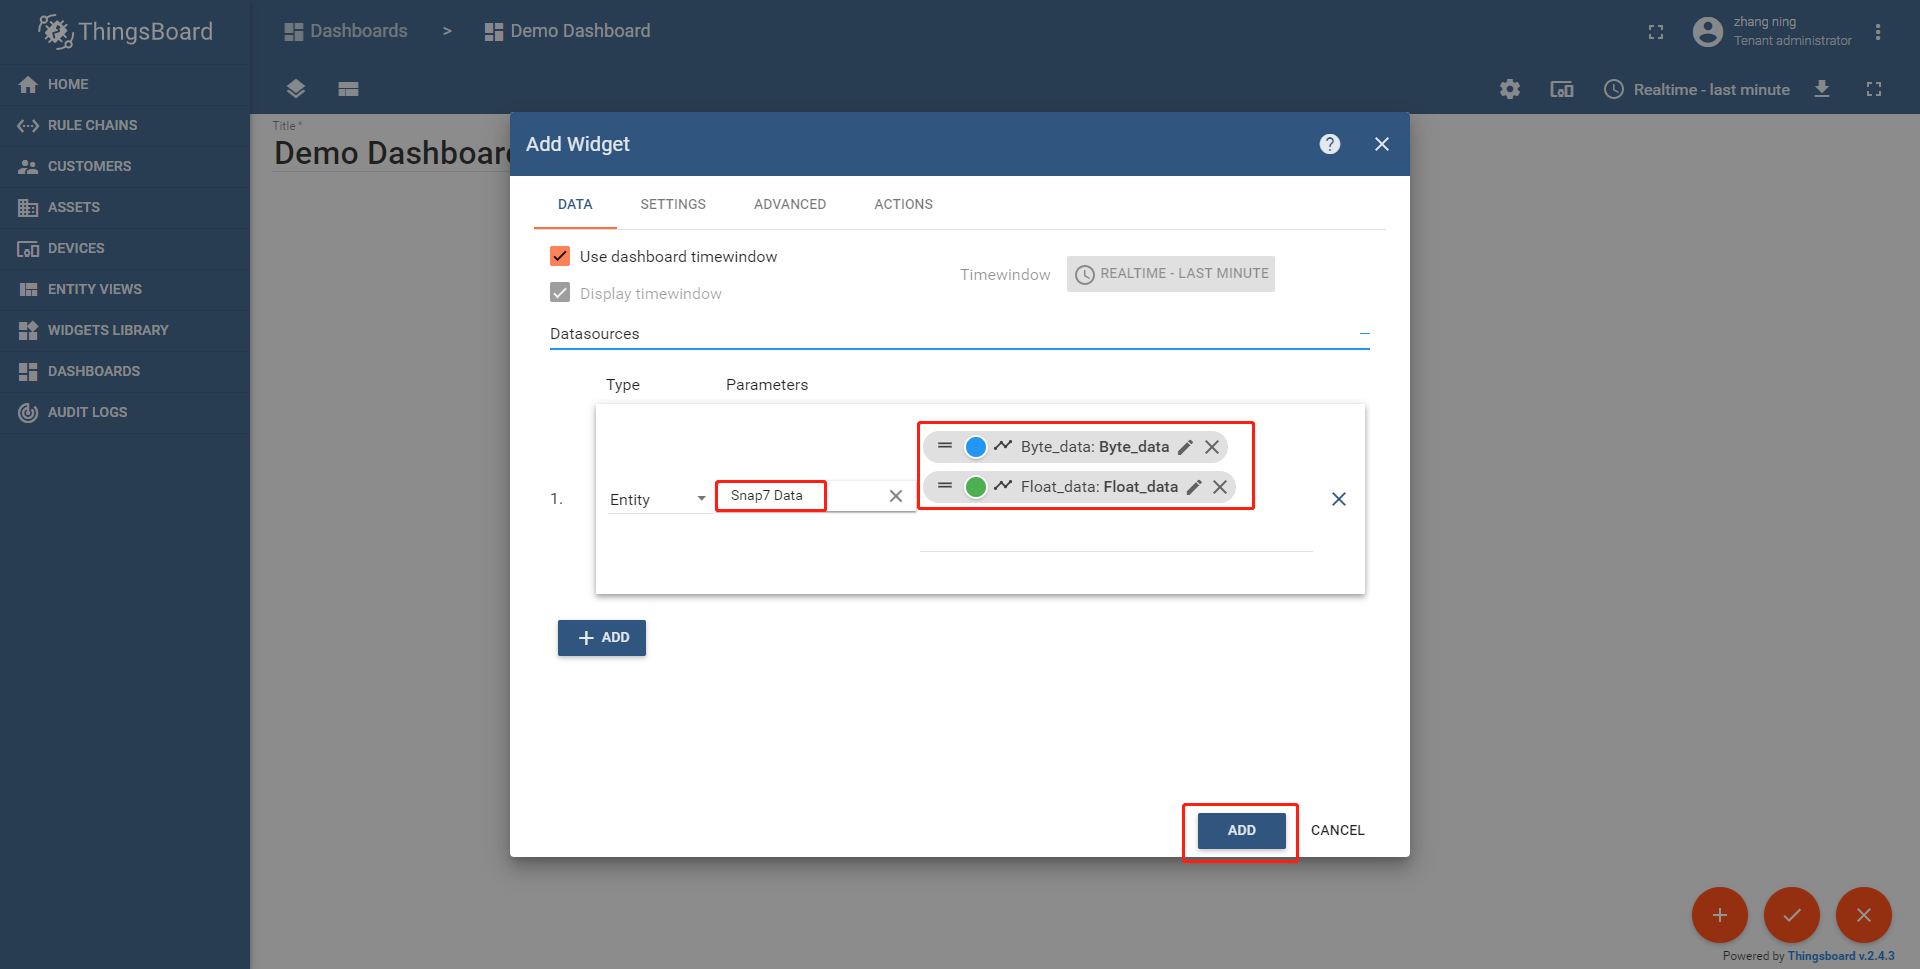 ThingsBoard
Dashboards > Demo Dashboard
zhang ning
Tenant administrator
HOME
RULE CHAINS
CUSTOMERS
ASSETS
DEVICES
ENTITY VIEWS
WIDGETS LIBRARY
DASHBOARDS
AUDIT LOGS
Realtime - last minute
Title *
Demo Dashboard
Add Widget
DATA SETTINGS ADVANCED ACTIONS
Use dashboard timewindow
Display timewindow
Timewindow REALTIME - LAST MINUTE
Datasources
Type Parameters
1. Entity Snap7 Data
Byte_data: Byte_data
Float_data: Float_data
+ ADD
ADD CANCEL
Powered by Thingsboard v.2.4.3